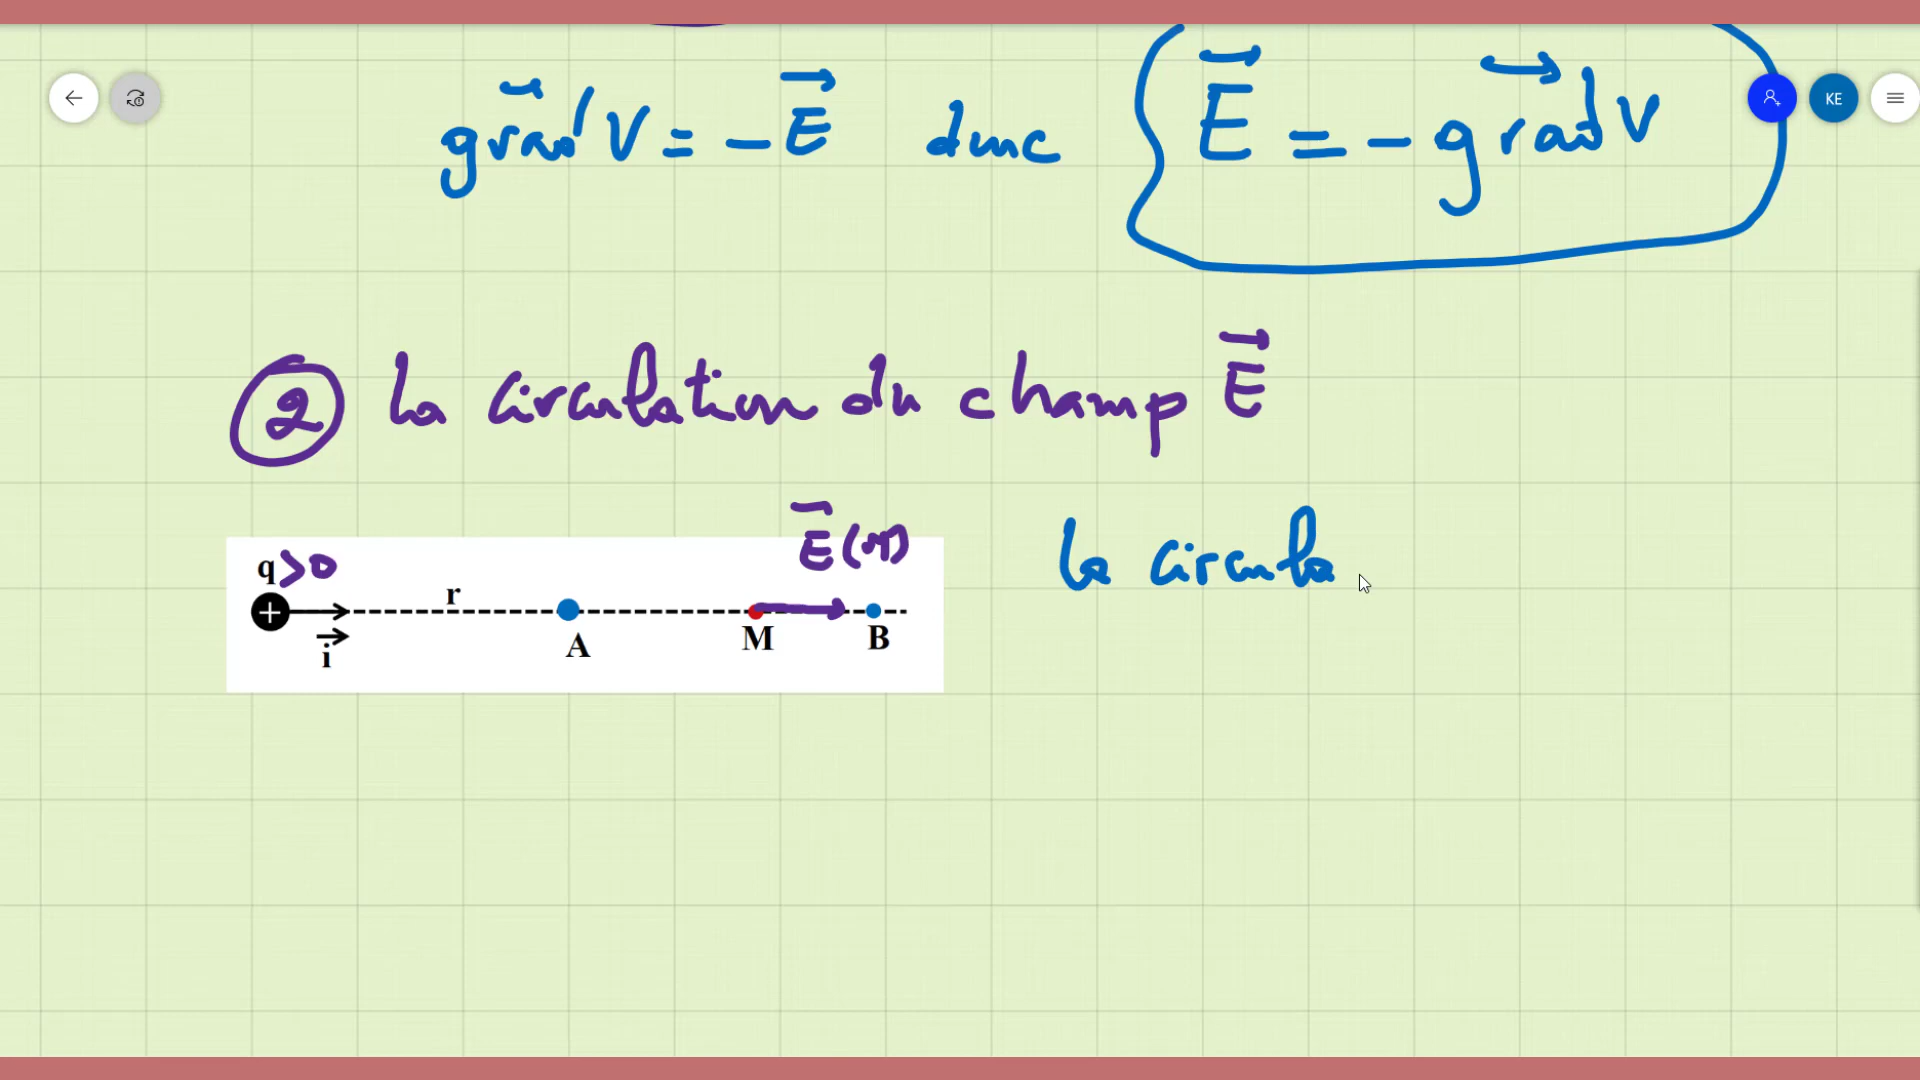 grad V = - E donc E = - grad V
KE
② la circulation du champ E
E (M)
la circula
q > 0
r
A M B
i